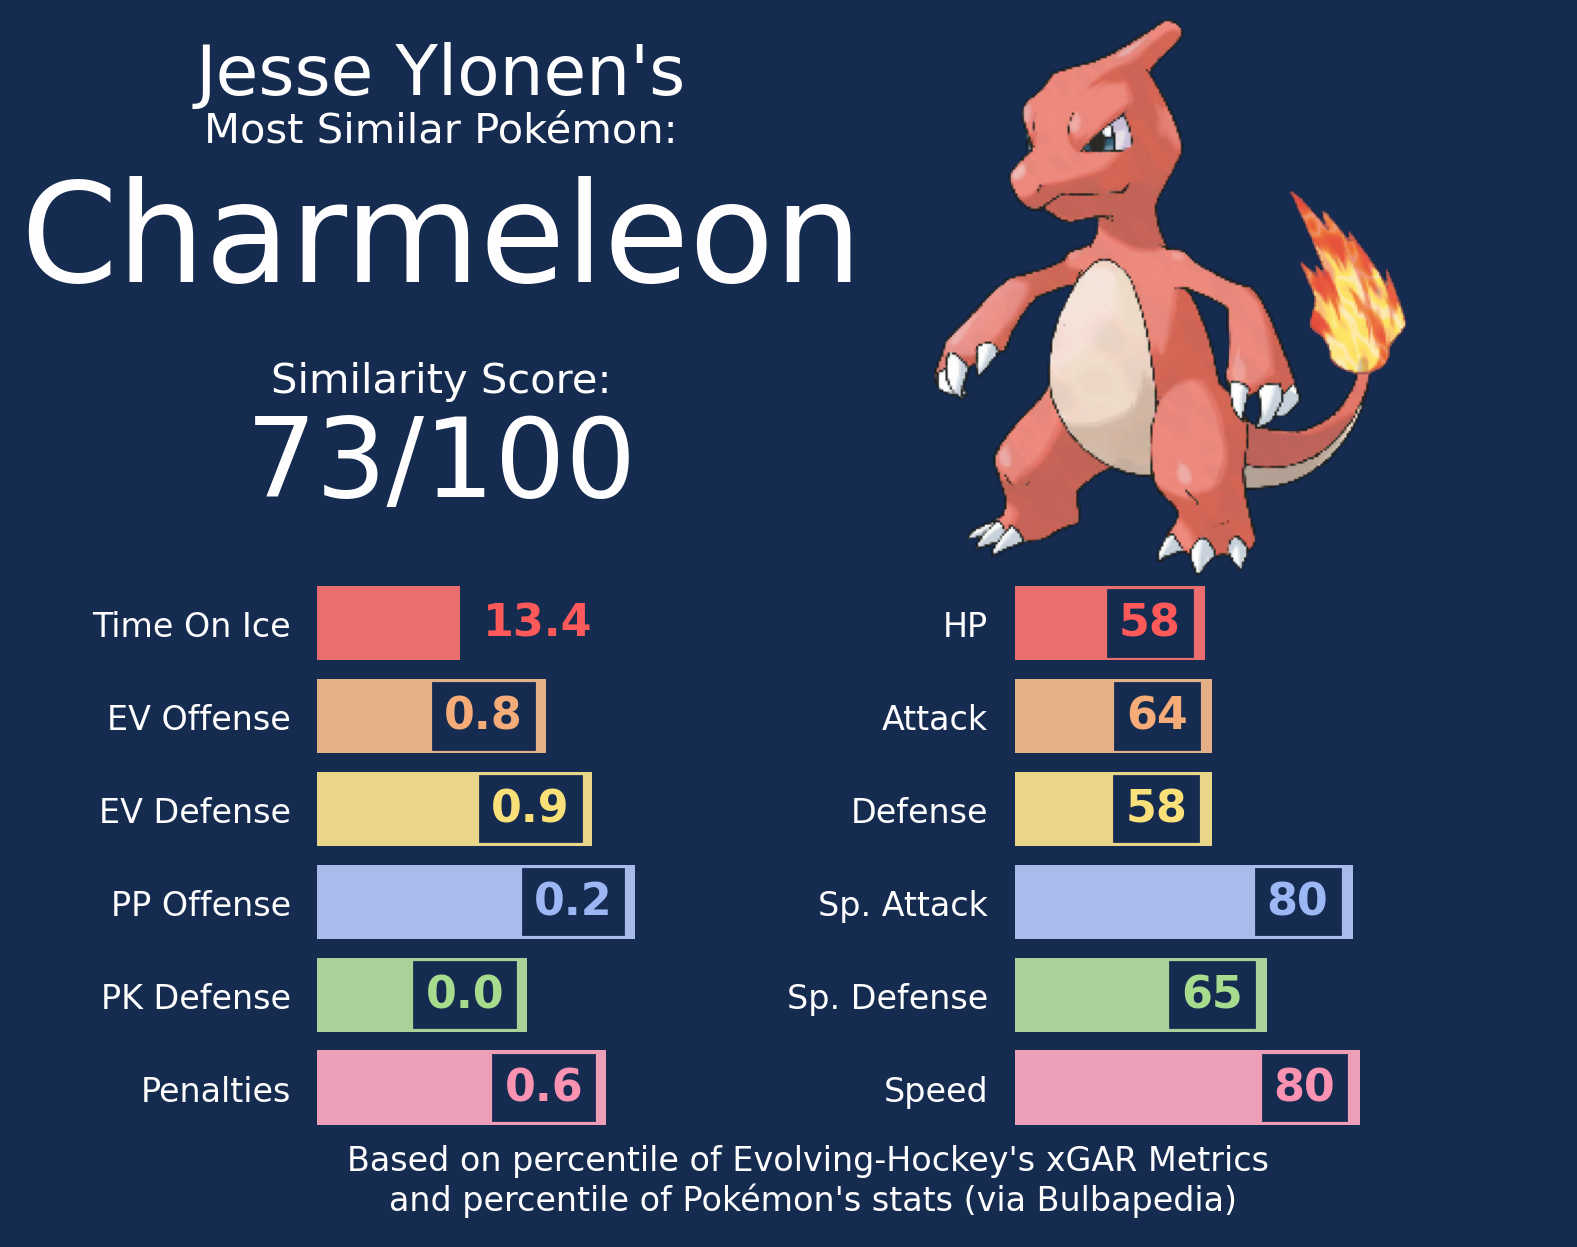 Jesse Ylonen's
Most Similar Pokémon:
Charmeleon
Similarity Score:
73/100
Time On Ice 13.4
EV Offense 0.8
EV Defense 0.9
PP Offense 0.2
PK Defense 0.0
Penalties 0.6
HP 58
Attack 64
Defense 58
Sp. Attack 80
Sp. Defense 65
Speed 80
Based on percentile of Evolving-Hockey's xGAR Metrics
and percentile of Pokémon's stats (via Bulbapedia)